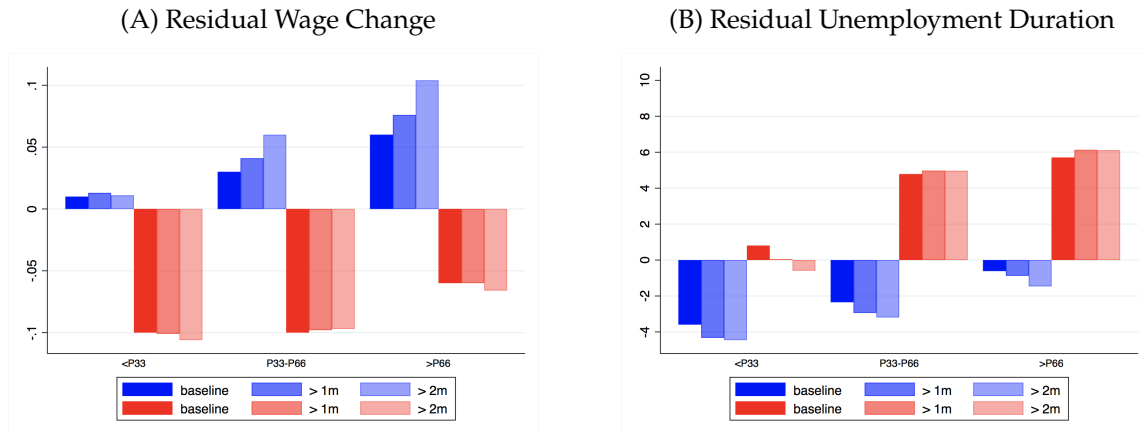 (A) Residual Wage Change
.1
.05
0
-.05
-.1
<P33
P33-P66
>P66
baseline > 1m > 2m
baseline > 1m > 2m
(B) Residual Unemployment Duration
10
8
6
4
2
0
-2
-4
<P33
P33-P66
>P66
baseline > 1m > 2m
baseline > 1m > 2m